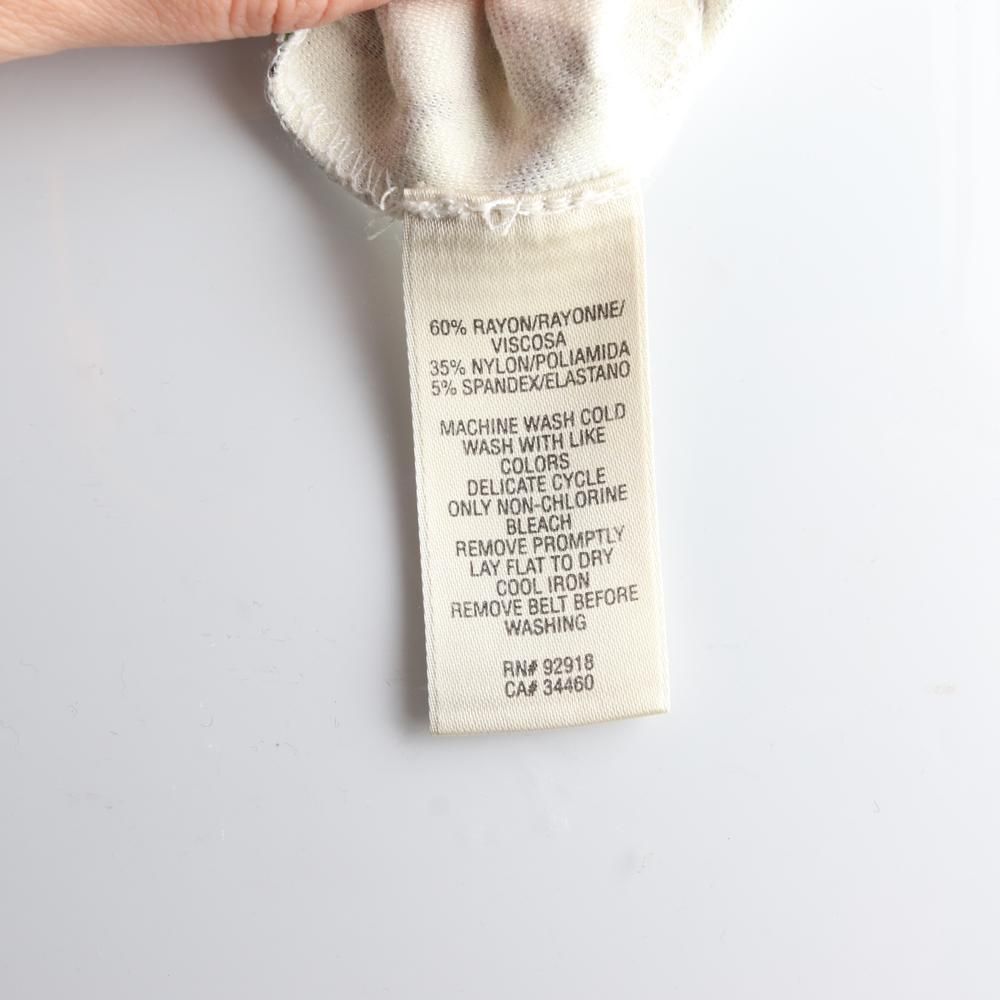 60% RAYON/RAYONNE/
VISCOSA
35% NYLON/POLIAMIDA
5% SPANDEX/ELASTANO
MACHINE WASH COLD
WASH WITH LIKE
COLORS
DELICATE CYCLE
ONLY NON-CHLORINE
BLEACH
REMOVE PROMPTLY
LAY FLAT TO DRY
COOL IRON
REMOVE BELT BEFORE
WASHING
RN# 92918
CA# 34460